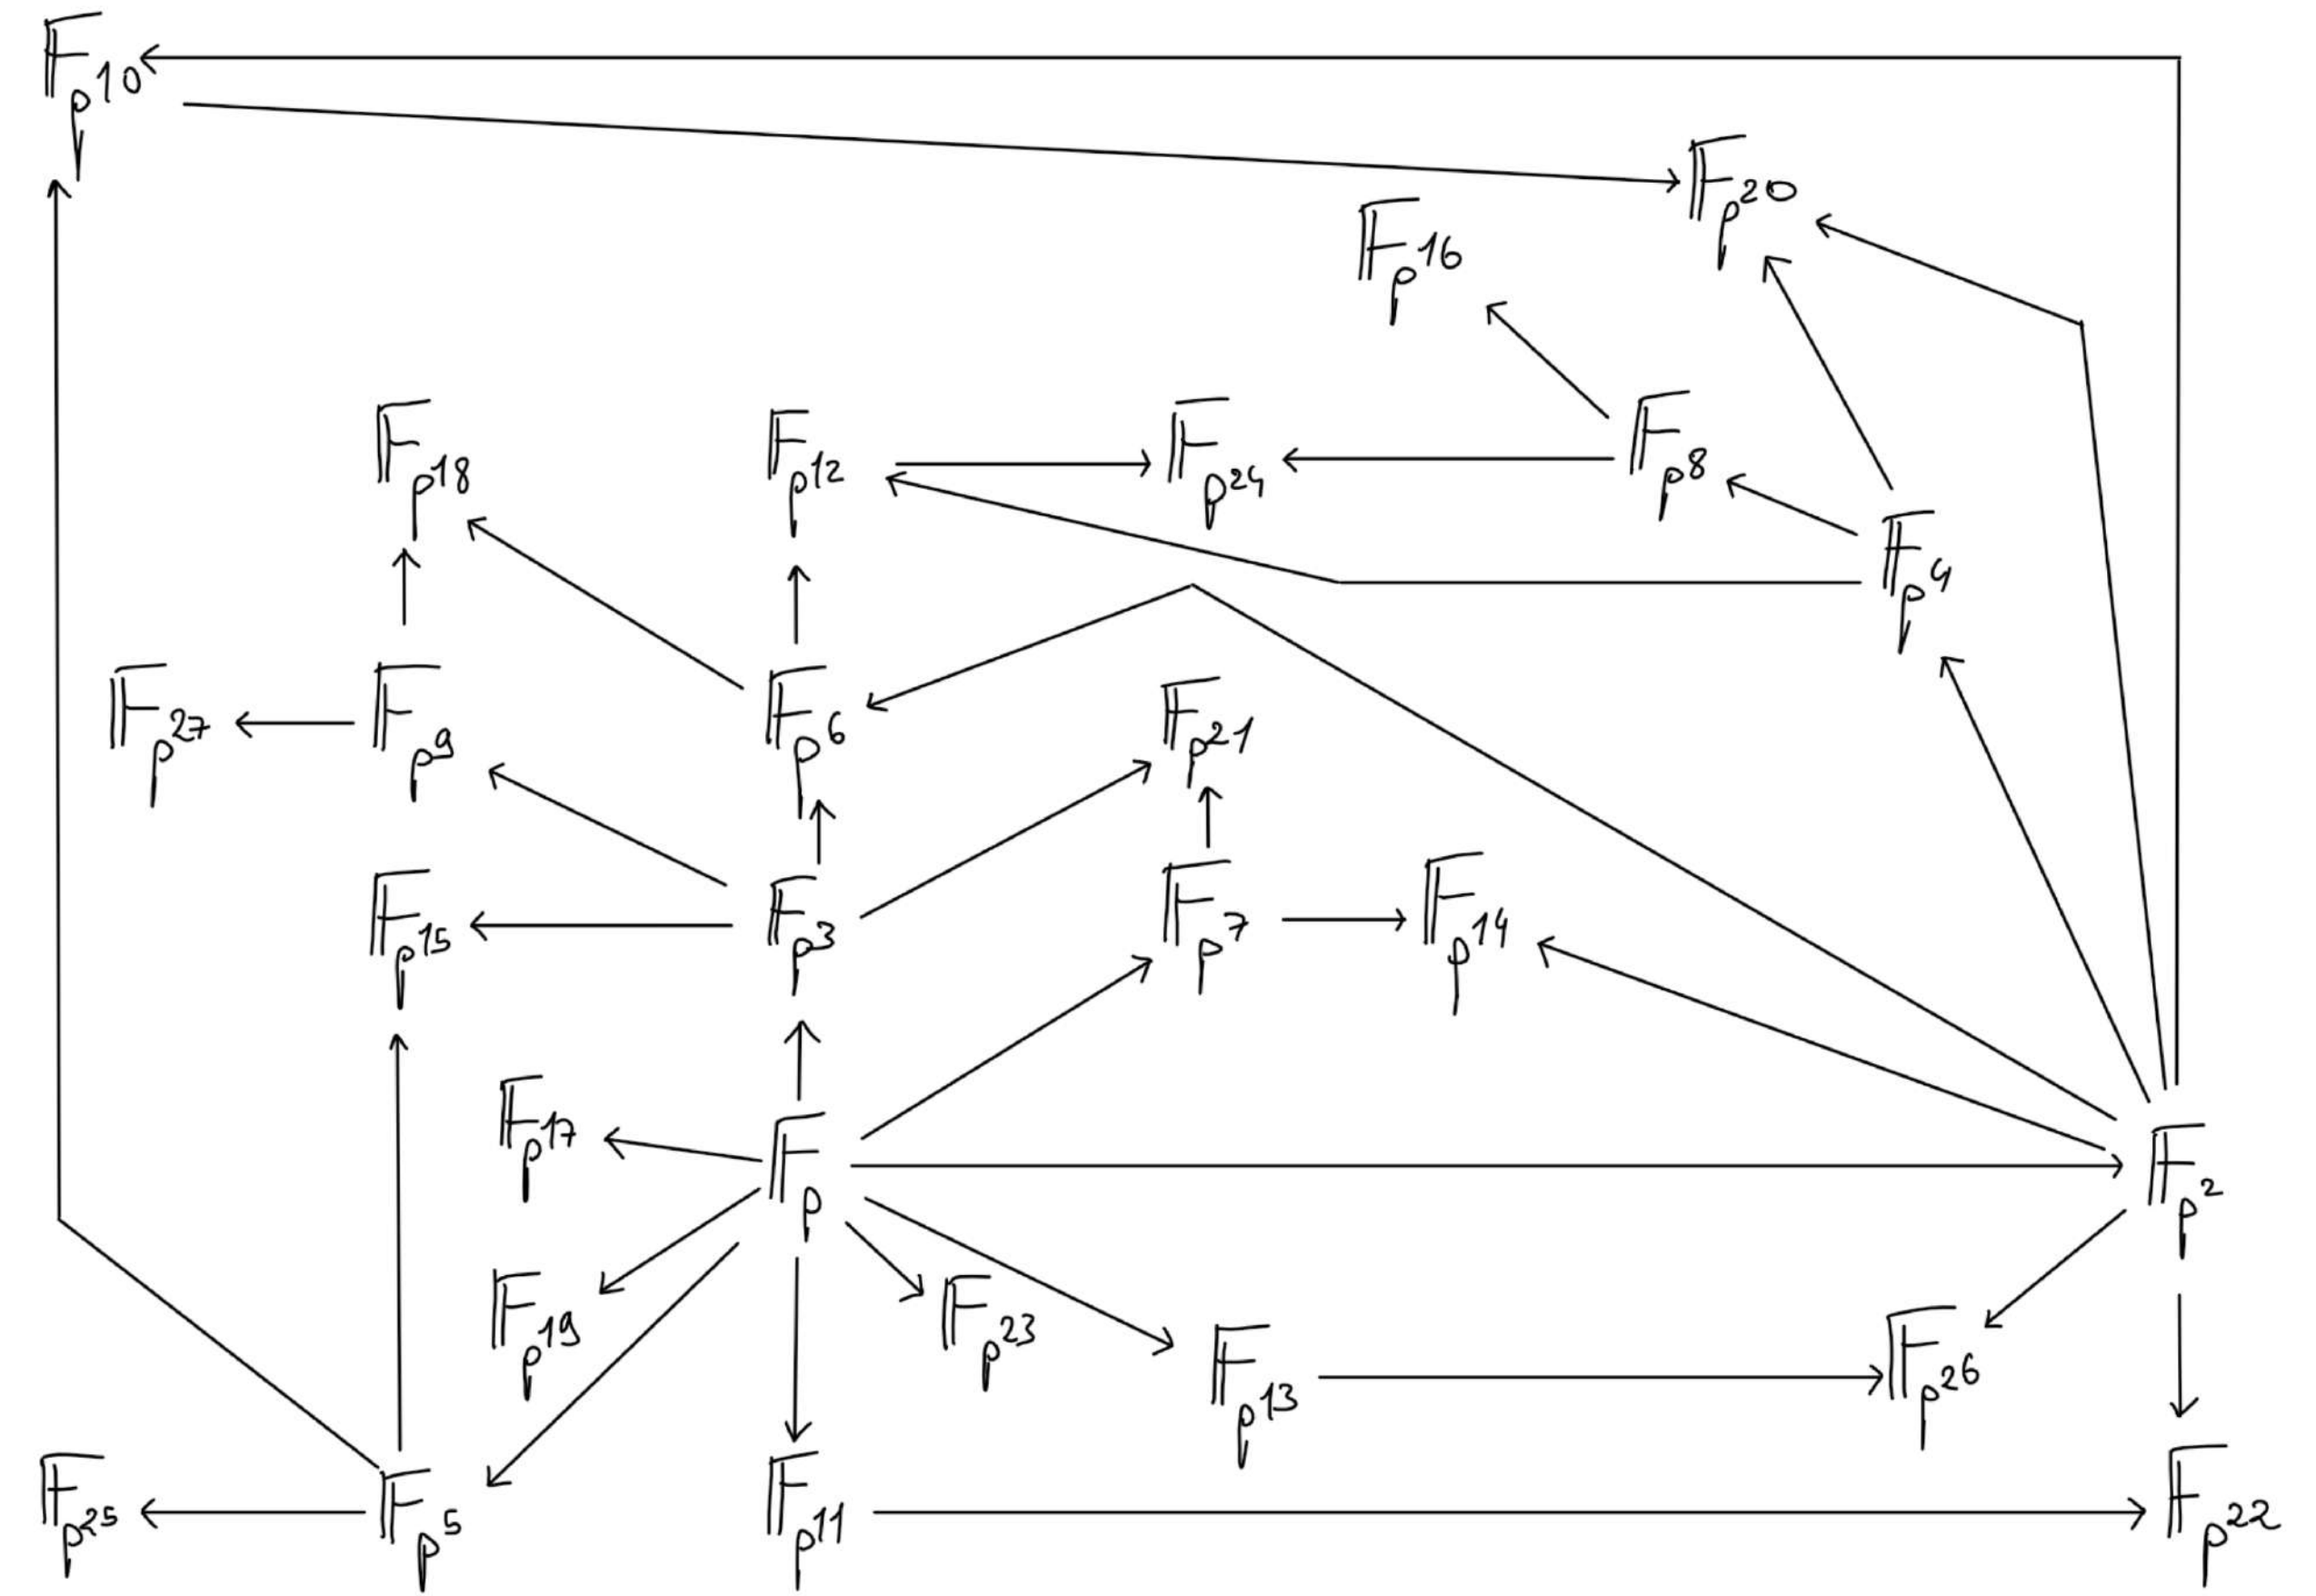 𝔽_{p^{10}}
𝔽_{p^{20}}
𝔽_{p^{16}}
𝔽_{p^{18}} 𝔽_{p^{12}} 𝔽_{p^{24}} 𝔽_{p^8}
𝔽_{p^4}
𝔽_{p^{27}} 𝔽_{p^9} 𝔽_{p^6} 𝔽_{p^{21}}
𝔽_{p^{15}} 𝔽_{p^3} 𝔽_{p^7} 𝔽_{p^{14}}
𝔽_{p^{17}} 𝔽_p 𝔽_{p^2}
𝔽_{p^{19}} 𝔽_{p^{23}} 𝔽_{p^{13}} 𝔽_{p^{26}}
𝔽_{p^{25}} 𝔽_{p^5} 𝔽_{p^{11}} 𝔽_{p^{22}}